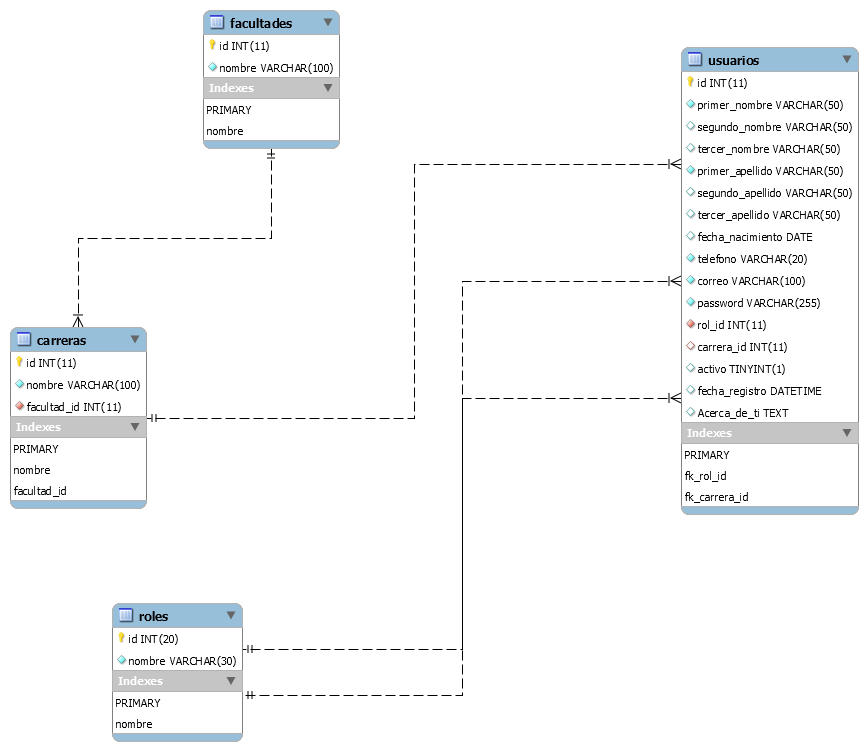 facultades
id INT(11)
nombre VARCHAR(100)
Indexes
PRIMARY
nombre
usuarios
id INT(11)
primer_nombre VARCHAR(50)
segundo_nombre VARCHAR(50)
tercer_nombre VARCHAR(50)
primer_apellido VARCHAR(50)
segundo_apellido VARCHAR(50)
tercer_apellido VARCHAR(50)
fecha_nacimiento DATE
telefono VARCHAR(20)
correo VARCHAR(100)
password VARCHAR(255)
rol_id INT(11)
carrera_id INT(11)
activo TINYINT(1)
fecha_registro DATETIME
Acerca_de_ti TEXT
Indexes
PRIMARY
fk_rol_id
fk_carrera_id
carreras
id INT(11)
nombre VARCHAR(100)
facultad_id INT(11)
Indexes
PRIMARY
nombre
facultad_id
roles
id INT(20)
nombre VARCHAR(30)
Indexes
PRIMARY
nombre